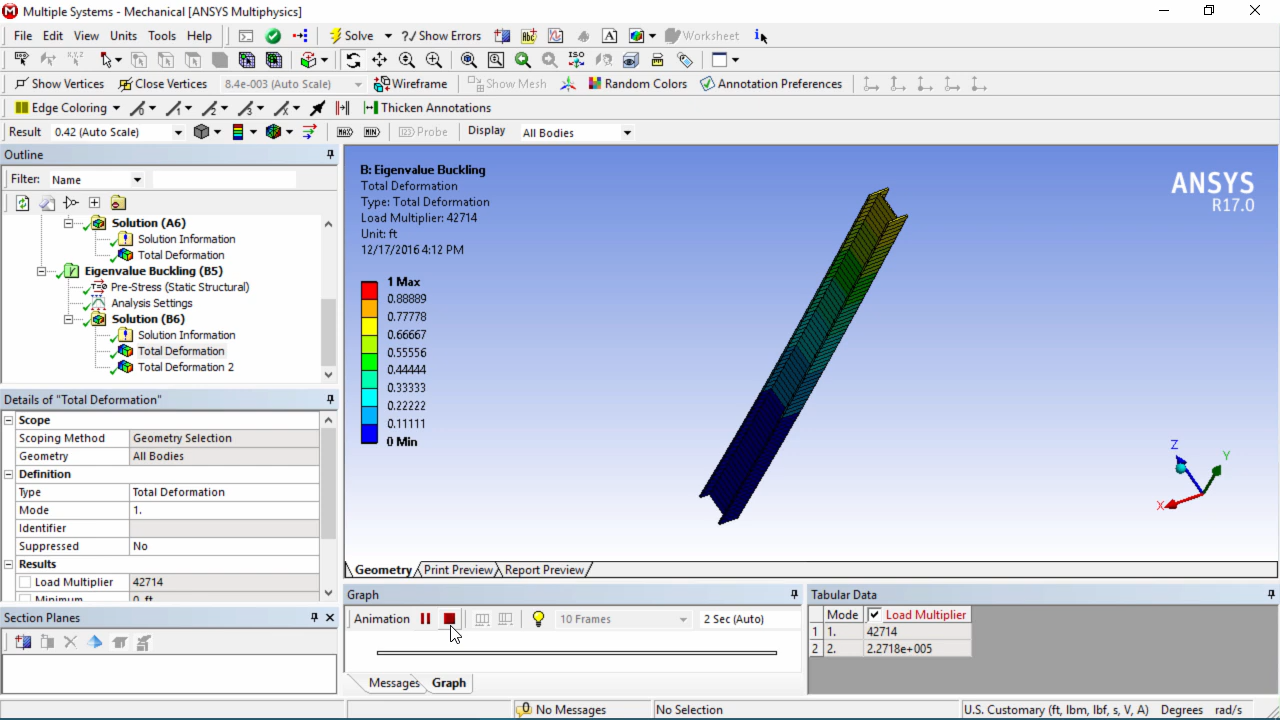 Multiple Systems - Mechanical [ANSYS Multiphysics]
File Edit View Units Tools Help Solve ?/ Show Errors Worksheet
Show Vertices Close Vertices 8.4e-003 (Auto Scale) Wireframe Show Mesh Random Colors Annotation Preferences
Edge Coloring Thicken Annotations
Result 0.42 (Auto Scale) MAX MIN Probe Display All Bodies
Outline
Filter: Name
Solution (A6)
Solution Information
Total Deformation
Eigenvalue Buckling (B5)
Pre-Stress (Static Structural)
Analysis Settings
Solution (B6)
Solution Information
Total Deformation
Total Deformation 2
Details of "Total Deformation"
Scope
Scoping Method Geometry Selection
Geometry All Bodies
Definition
Type Total Deformation
Mode 1.
Identifier
Suppressed No
Results
Load Multiplier 42714
Minimum 0. ft
Section Planes
B: Eigenvalue Buckling
Total Deformation
Type: Total Deformation
Load Multiplier: 42714
Unit: ft
12/17/2016 4:12 PM
1 Max
0.88889
0.77778
0.66667
0.55556
0.44444
0.33333
0.22222
0.11111
0 Min
ANSYS
R17.0
Z
Y
X
Geometry Print Preview Report Preview
Graph
Animation 10 Frames 2 Sec (Auto)
Messages Graph
Tabular Data
Mode Load Multiplier
1 1. 42714
2 2. 2.2718e+005
No Messages No Selection U.S. Customary (ft, lbm, lbf, s, V, A) Degrees rad/s